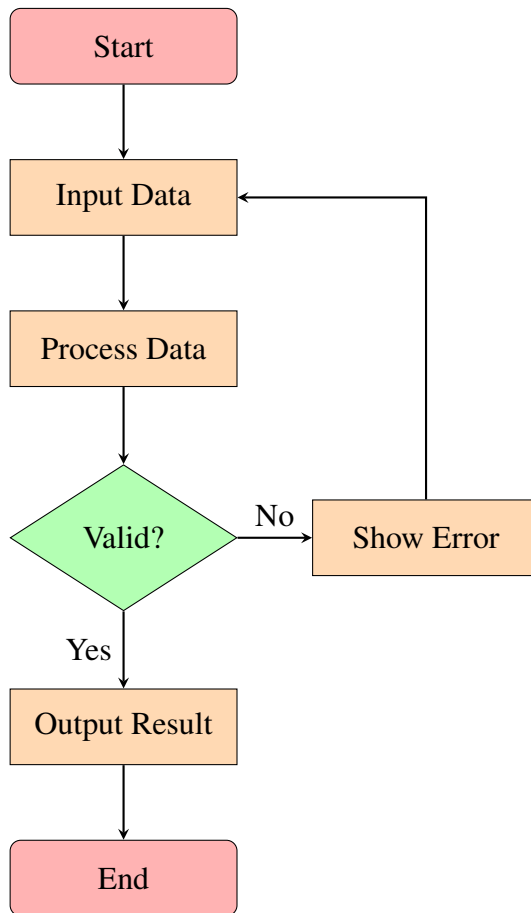 Start
Input Data
Process Data
Valid?
No
Show Error
Yes
Output Result
End